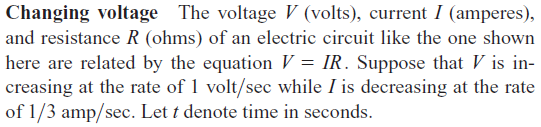 Changing voltage The voltage V (volts), current I (amperes),
and resistance R (ohms) of an electric circuit like the one shown
here are related by the equation V = IR. Suppose that V is in-
creasing at the rate of 1 volt/sec while I is decreasing at the rate
of 1/3 amp/sec. Let t denote time in seconds.